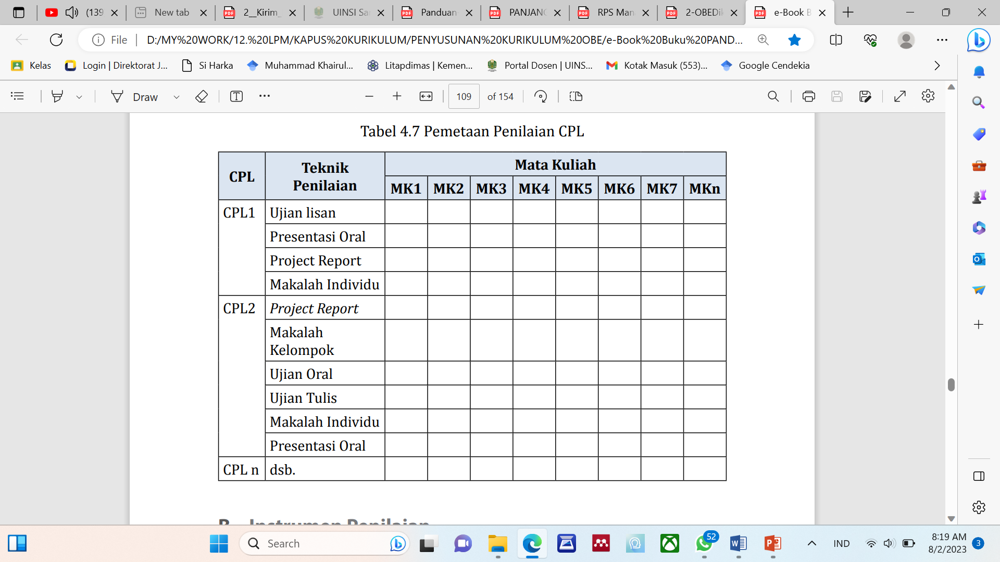 (139
New tab
2__Kirim_
UINSI Sa
Panduan
PANJANG
RPS Man
2-OBEDi
e-Book B
File
D:/MY%20WORK/12.%20LPM/KAPUS%20KURIKULUM/PENYUSUNAN%20KURIKULUM%20OBE/e-Book%20Buku%20PAND...
Kelas
Login | Direktorat J...
Si Harka
Muhammad Khairul...
Litapdimas | Kemen...
Portal Dosen | UINS...
Kotak Masuk (553)...
Google Cendekia
Draw
109 of 154
Tabel 4.7 Pemetaan Penilaian CPL
CPL
Teknik
Penilaian
Mata Kuliah
MK1 MK2 MK3 MK4 MK5 MK6 MK7 MKn
CPL1 Ujian lisan
Presentasi Oral
Project Report
Makalah Individu
CPL2 Project Report
Makalah
Kelompok
Ujian Oral
Ujian Tulis
Makalah Individu
Presentasi Oral
CPL n dsb.
B. Instrumen Penilaian
Search
52
IND
8:19 AM
8/2/2023
3